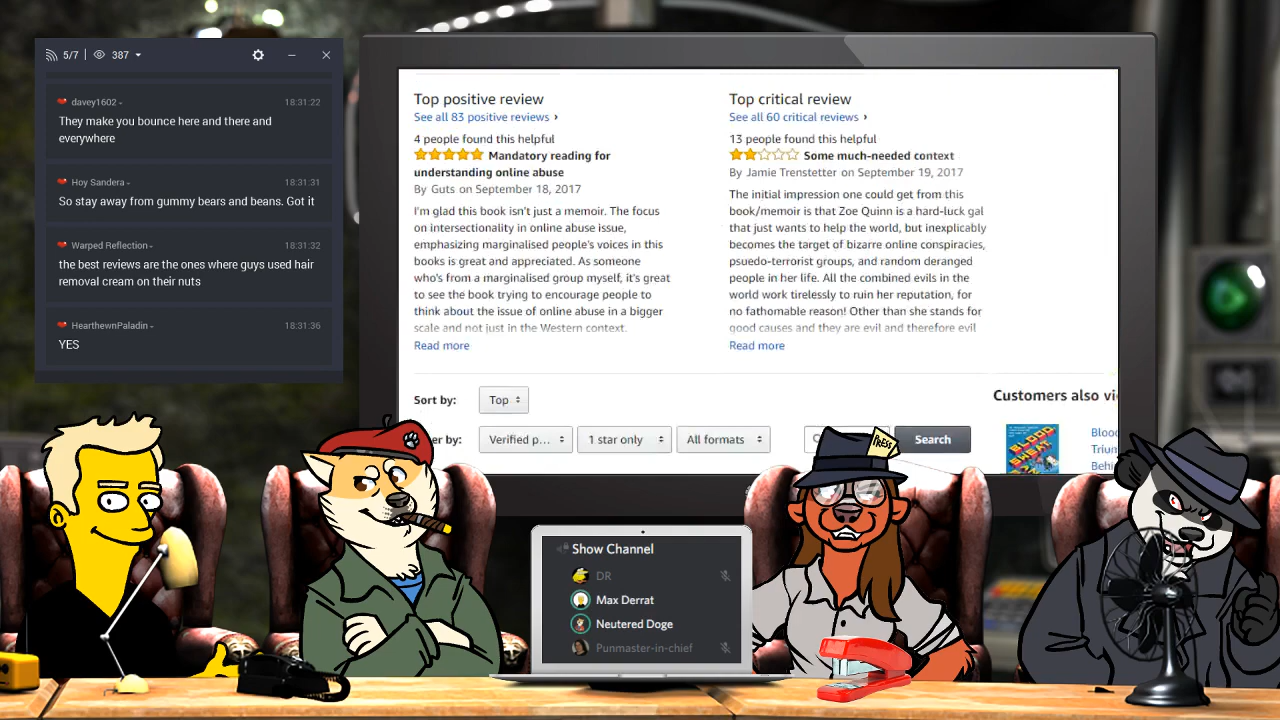 5/7 | 387
davey1602
18:31:22
They make you bounce here and there and
everywhere
Hoy Sandera
18:31:31
So stay away from gummy bears and beans. Got it
Warped Reflection
18:31:32
the best reviews are the ones where guys used hair
removal cream on their nuts
HearthewnPaladin
18:31:36
YES
Top positive review
See all 83 positive reviews ›
4 people found this helpful
Mandatory reading for
understanding online abuse
By Guts on September 18, 2017
I'm glad this book isn't just a memoir. The focus
on intersectionality in online abuse issue,
emphasizing marginalised people's voices in this
books is great and appreciated. As someone
who's from a marginalised group myself, it's great
to see the book trying to encourage people to
think about the issue of online abuse in a bigger
scale and not just in the Western context.
Read more
Top critical review
See all 60 critical reviews ›
13 people found this helpful
Some much-needed context
By Jamie Trenstetter on September 19, 2017
The initial impression one could get from this
book/memoir is that Zoe Quinn is a hard-luck gal
that just wants to help the world, but inexplicably
becomes the target of bizarre online conspiracies,
psuedo-terrorist groups, and random deranged
people in her life. All the combined evils in the
world work tirelessly to ruin her reputation, for
no fathomable reason! Other than she stands for
good causes and they are evil and therefore evil
Read more
Sort by:
Top
er by:
Verified p...
1 star only
All formats
Search
Customers also vi
BLOOD
Bloo
Trium
Behi
PRESS
Show Channel
DR
Max Derrat
Neutered Doge
Punmaster-in-chief